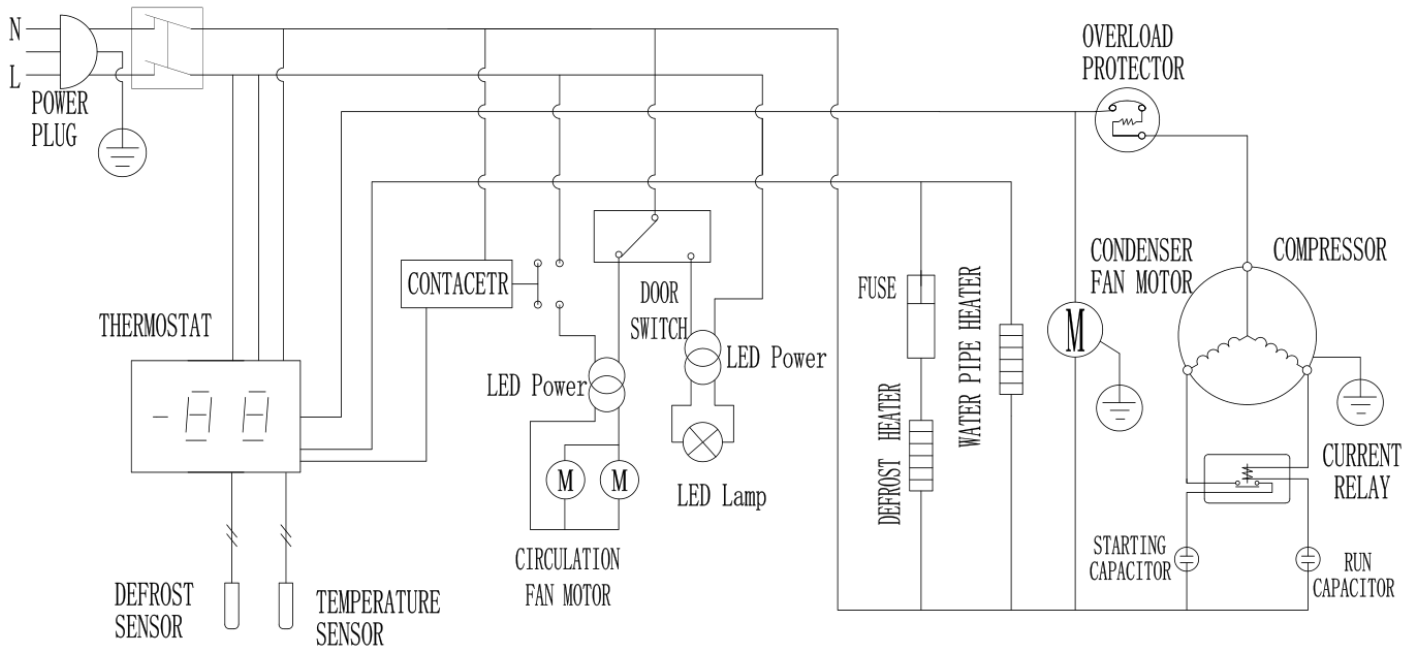 N
L
POWER
PLUG
OVERLOAD
PROTECTOR
THERMOSTAT
CONTACETR
DOOR
SWITCH
LED Power
LED Power
M
M
LED Lamp
CIRCULATION
FAN MOTOR
FUSE
DEFROST HEATER
WATER PIPE HEATER
CONDENSER
FAN MOTOR
M
COMPRESSOR
CURRENT
RELAY
STARTING
CAPACITOR
RUN
CAPACITOR
-88
DEFROST
SENSOR
TEMPERATURE
SENSOR